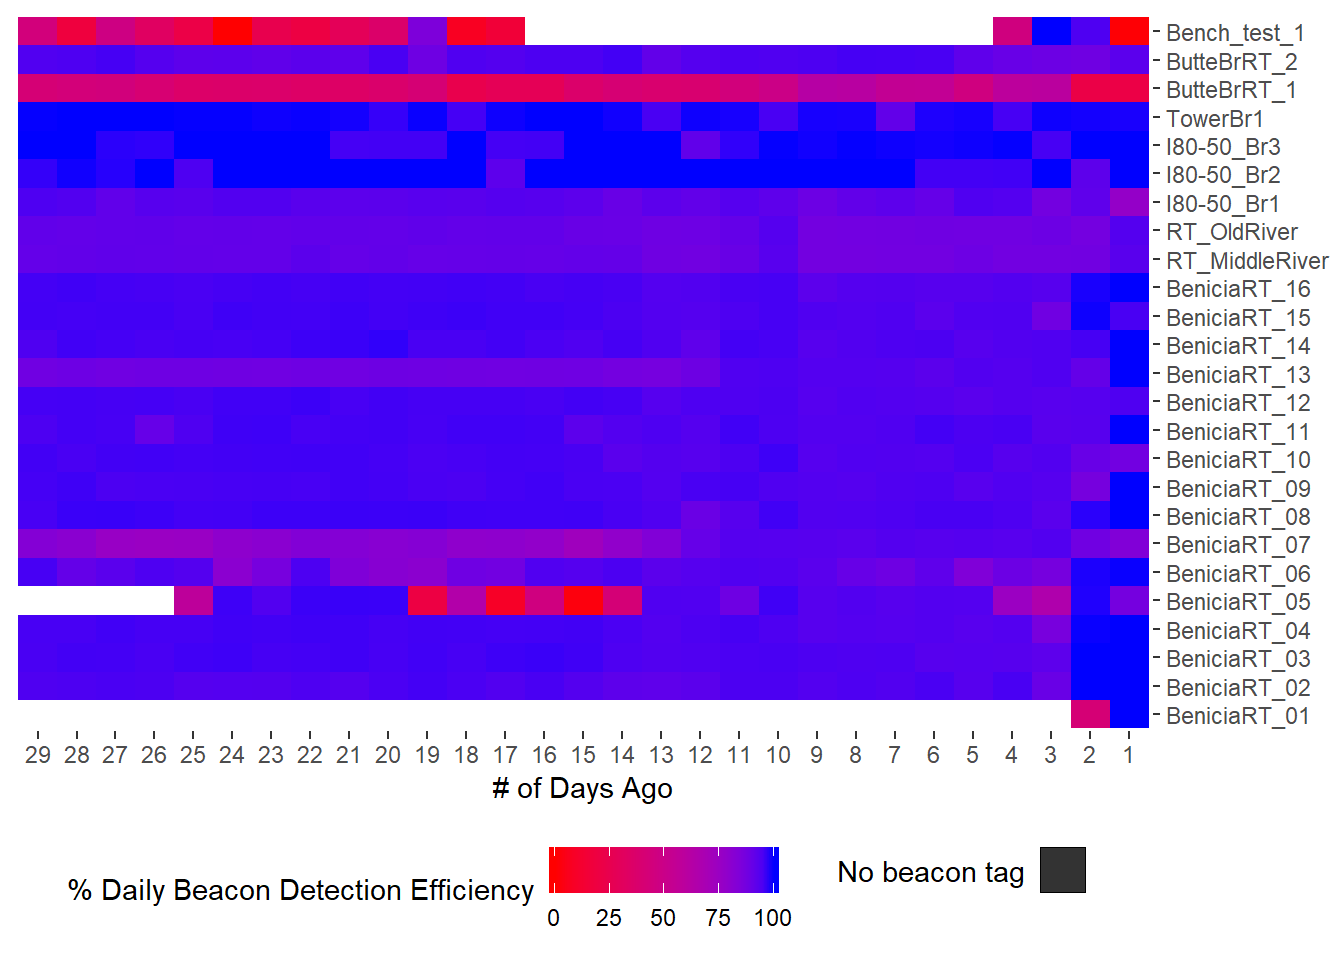 Bench_test_1
ButteBrRT_2
ButteBrRT_1
TowerBr1
I80-50_Br3
I80-50_Br2
I80-50_Br1
RT_OldRiver
RT_MiddleRiver
BeniciaRT_16
BeniciaRT_15
BeniciaRT_14
BeniciaRT_13
BeniciaRT_12
BeniciaRT_11
BeniciaRT_10
BeniciaRT_09
BeniciaRT_08
BeniciaRT_07
BeniciaRT_06
BeniciaRT_05
BeniciaRT_04
BeniciaRT_03
BeniciaRT_02
BeniciaRT_01
29 28 27 26 25 24 23 22 21 20 19 18 17 16 15 14 13 12 11 10 9 8 7 6 5 4 3 2 1
# of Days Ago
% Daily Beacon Detection Efficiency
0 25 50 75 100
No beacon tag